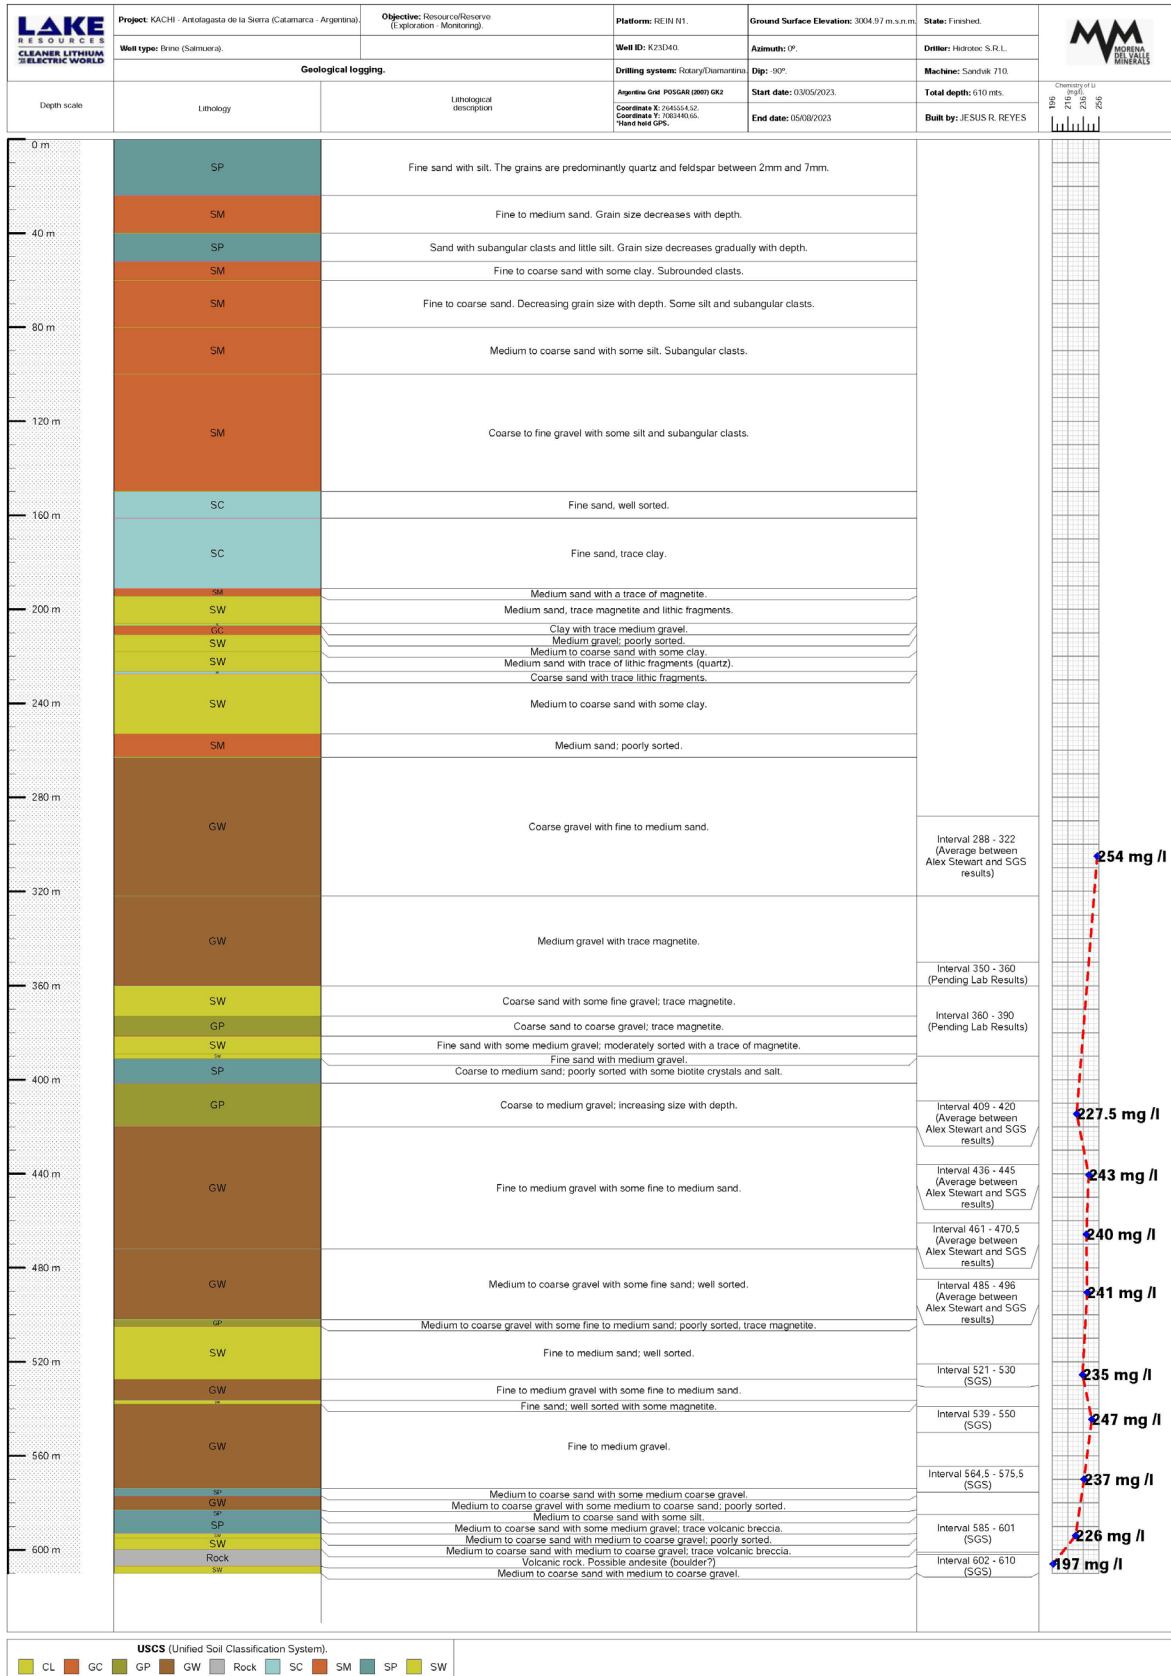 LAKE
RESOURCES
CLEANER LITHIUM
ELECTRIC WORLD
Project: KACHI - Antofagasta de la Sierra (Catamarca - Argentina).
Objective: Resource/Reserve
(Exploration - Monitoring).
Platform: REIN N1.
Ground Surface Elevation: 3004.97 m.s.n.m.
State: Finished.
Well type: Brine (Salmuera).
Well ID: K23D40.
Azimuth: 0º.
Driller: Hidrotec S.R.L.
Geological logging.
Drilling system: Rotary/Diamantina.
Dip: -90º.
Machine: Sandvik 710.
MORENA
DEL VALLE
MINERALS
Depth scale
Lithology
Lithological
description
Argentina Grid POSGAR (2007) GK2
Coordinate X: 2645554,52.
Coordinate Y: 7083440,65.
*Hand held GPS.
Start date: 03/05/2023.
End date: 05/08/2023
Total depth: 610 mts.
Built by: JESUS R. REYES
Chemistry of Li
(mg/l).
196 216 236 256
0 m
SP
Fine sand with silt. The grains are predominantly quartz and feldspar between 2mm and 7mm.
SM
Fine to medium sand. Grain size decreases with depth.
40 m
SP
Sand with subangular clasts and little silt. Grain size decreases gradually with depth.
SM
Fine to coarse sand with some clay. Subrounded clasts.
SM
Fine to coarse sand. Decreasing grain size with depth. Some silt and subangular clasts.
80 m
SM
Medium to coarse sand with some silt. Subangular clasts.
120 m
SM
Coarse to fine gravel with some silt and subangular clasts.
SC
Fine sand, well sorted.
160 m
SC
Fine sand, trace clay.
SM
Medium sand with a trace of magnetite.
200 m
SW
Medium sand, trace magnetite and lithic fragments.
GC
Clay with trace medium gravel.
SW
Medium gravel; poorly sorted.
Medium to coarse sand with some clay.
SW
Medium sand with trace of lithic fragments (quartz).
Coarse sand with trace lithic fragments.
240 m
SW
Medium to coarse sand with some clay.
SM
Medium sand; poorly sorted.
280 m
GW
Coarse gravel with fine to medium sand.
Interval 288 - 322
(Average between
Alex Stewart and SGS
results)
254 mg /l
320 m
GW
Medium gravel with trace magnetite.
Interval 350 - 360
(Pending Lab Results)
360 m
SW
Coarse sand with some fine gravel; trace magnetite.
Interval 360 - 390
(Pending Lab Results)
GP
Coarse sand to coarse gravel; trace magnetite.
SW
Fine sand with some medium gravel; moderately sorted with a trace of magnetite.
SW
Fine sand with medium gravel.
SP
Coarse to medium sand; poorly sorted with some biotite crystals and salt.
400 m
GP
Coarse to medium gravel; increasing size with depth.
Interval 409 - 420
(Average between
Alex Stewart and SGS
results)
227.5 mg /l
440 m
GW
Fine to medium gravel with some fine to medium sand.
Interval 436 - 445
(Average between
Alex Stewart and SGS
results)
243 mg /l
Interval 461 - 470,5
(Average between
Alex Stewart and SGS
results)
240 mg /l
480 m
GW
Medium to coarse gravel with some fine sand; well sorted.
Interval 485 - 496
(Average between
Alex Stewart and SGS
results)
241 mg /l
GP
Medium to coarse gravel with some fine to medium sand; poorly sorted, trace magnetite.
SW
Fine to medium sand; well sorted.
520 m
Interval 521 - 530
(SGS)
235 mg /l
GW
Fine to medium gravel with some fine to medium sand.
Fine sand; well sorted with some magnetite.
Interval 539 - 550
(SGS)
247 mg /l
GW
Fine to medium gravel.
560 m
Interval 564,5 - 575,5
(SGS)
237 mg /l
SP
Medium to coarse sand with some medium coarse gravel.
GW
Medium to coarse gravel with some medium to coarse sand; poorly sorted.
SP
Medium to coarse sand with some silt.
SP
Medium to coarse sand with some medium gravel; trace volcanic breccia.
Interval 585 - 601
(SGS)
226 mg /l
SW
Medium to coarse sand with medium to coarse gravel; poorly sorted.
SW
Medium to coarse sand with medium to coarse gravel; trace volcanic breccia.
600 m
Rock
Volcanic rock. Possible andesite (boulder?)
Interval 602 - 610
(SGS)
197 mg /l
SW
Medium to coarse sand with medium to coarse gravel.
USCS (Unified Soil Classification System).
CL GC GP GW Rock SC SM SP SW